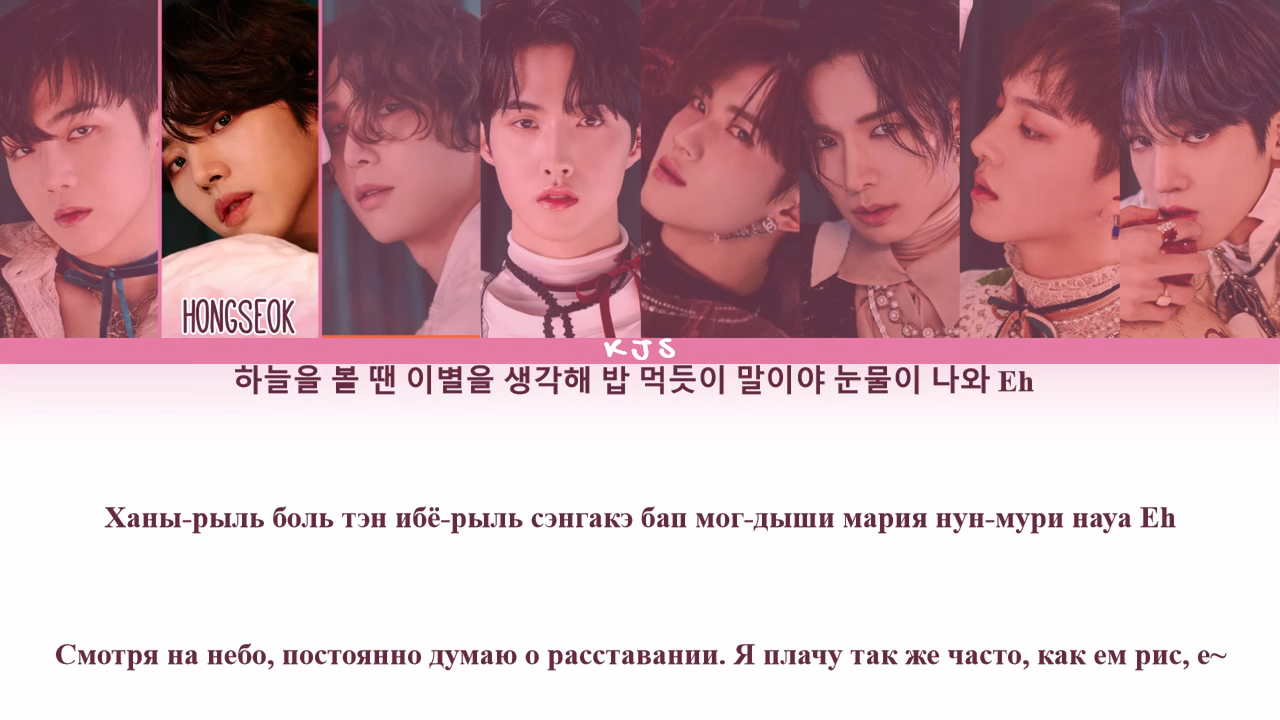 HONGSEOK
KJS
하늘을 볼 땐 이별을 생각해 밥 먹듯이 말이야 눈물이 나와 Eh
Ханы-рыль боль тэн ибё-рыль сэнгакэ бап мог-дыши мария нун-мури науа Eh
Смотря на небо, постоянно думаю о расставании. Я плачу так же часто, как ем рис, е~